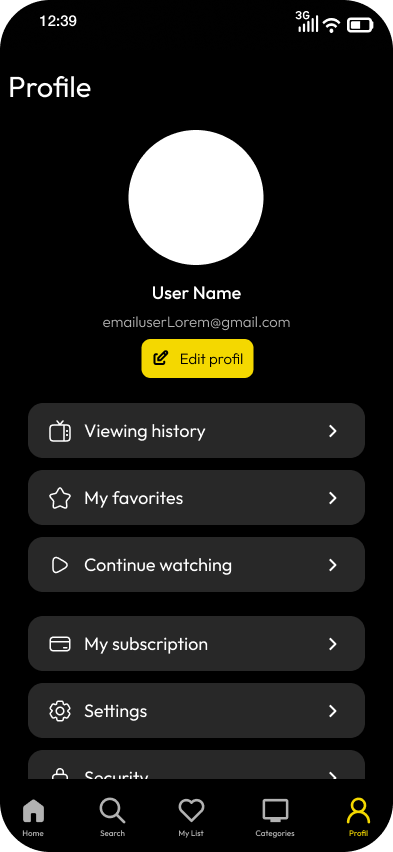 12:39
3G
Profile
User Name
emailuserLorem@gmail.com
Edit profil
Viewing history
My favorites
Continue watching
My subscription
Settings
Security
Home
Search
My List
Categories
Profil